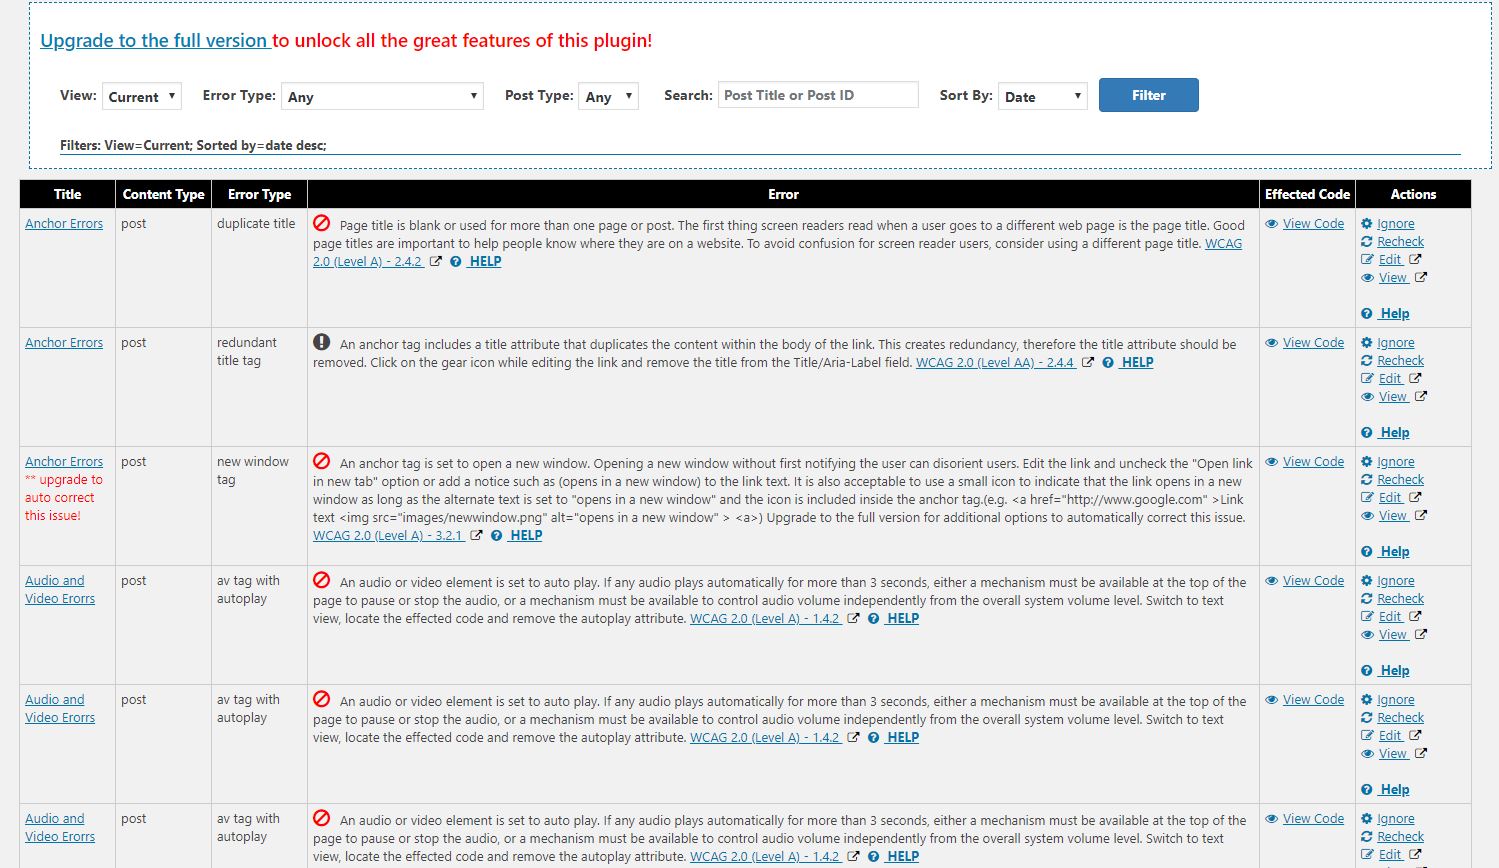 Upgrade to the full version to unlock all the great features of this plugin!
View: Current Error Type: Any Post Type: Any Search: Post Title or Post ID Sort By: Date Filter
Filters: View=Current; Sorted by=date desc;
Title Content Type Error Type Error Effected Code Actions
Anchor Errors
post
duplicate title
Page title is blank or used for more than one page or post. The first thing screen readers read when a user goes to a different web page is the page title. Good
page titles are important to help people know where they are on a website. To avoid confusion for screen reader users, consider using a different page title. WCAG
2.0 (Level A) - 2.4.2 HELP
View Code
Ignore
Recheck
Edit
View
Help
Anchor Errors
post
redundant
title tag
An anchor tag includes a title attribute that duplicates the content within the body of the link. This creates redundancy, therefore the title attribute should be
removed. Click on the gear icon while editing the link and remove the title from the Title/Aria-Label field. WCAG 2.0 (Level AA) - 2.4.4 HELP
View Code
Ignore
Recheck
Edit
View
Help
Anchor Errors
** upgrade to
auto correct
this issue!
post
new window
tag
An anchor tag is set to open a new window. Opening a new window without first notifying the user can disorient users. Edit the link and uncheck the "Open link
in new tab" option or add a notice such as (opens in a new window) to the link text. It is also acceptable to use a small icon to indicate that the link opens in a new
window as long as the alternate text is set to "opens in a new window" and the icon is included inside the anchor tag.(e.g. <a href="http://www.google.com" >Link
text <img src="images/newwindow.png" alt="opens in a new window" > <a>) Upgrade to the full version for additional options to automatically correct this issue.
WCAG 2.0 (Level A) - 3.2.1 HELP
View Code
Ignore
Recheck
Edit
View
Help
Audio and
Video Erorrs
post
av tag with
autoplay
An audio or video element is set to auto play. If any audio plays automatically for more than 3 seconds, either a mechanism must be available at the top of the
page to pause or stop the audio, or a mechanism must be available to control audio volume independently from the overall system volume level. Switch to text
view, locate the effected code and remove the autoplay attribute. WCAG 2.0 (Level A) - 1.4.2 HELP
View Code
Ignore
Recheck
Edit
View
Help
Audio and
Video Erorrs
post
av tag with
autoplay
An audio or video element is set to auto play. If any audio plays automatically for more than 3 seconds, either a mechanism must be available at the top of the
page to pause or stop the audio, or a mechanism must be available to control audio volume independently from the overall system volume level. Switch to text
view, locate the effected code and remove the autoplay attribute. WCAG 2.0 (Level A) - 1.4.2 HELP
View Code
Ignore
Recheck
Edit
View
Help
Audio and
Video Erorrs
post
av tag with
autoplay
An audio or video element is set to auto play. If any audio plays automatically for more than 3 seconds, either a mechanism must be available at the top of the
page to pause or stop the audio, or a mechanism must be available to control audio volume independently from the overall system volume level. Switch to text
view, locate the effected code and remove the autoplay attribute. WCAG 2.0 (Level A) - 1.4.2 HELP
View Code
Ignore
Recheck
Edit